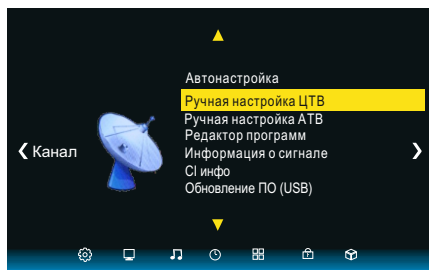 Автонастройка
Ручная настройка ЦТВ
Ручная настройка АТВ
Редактор программ
Канал
Информация о сигнале
CI инфо
Обновление ПО (USB)